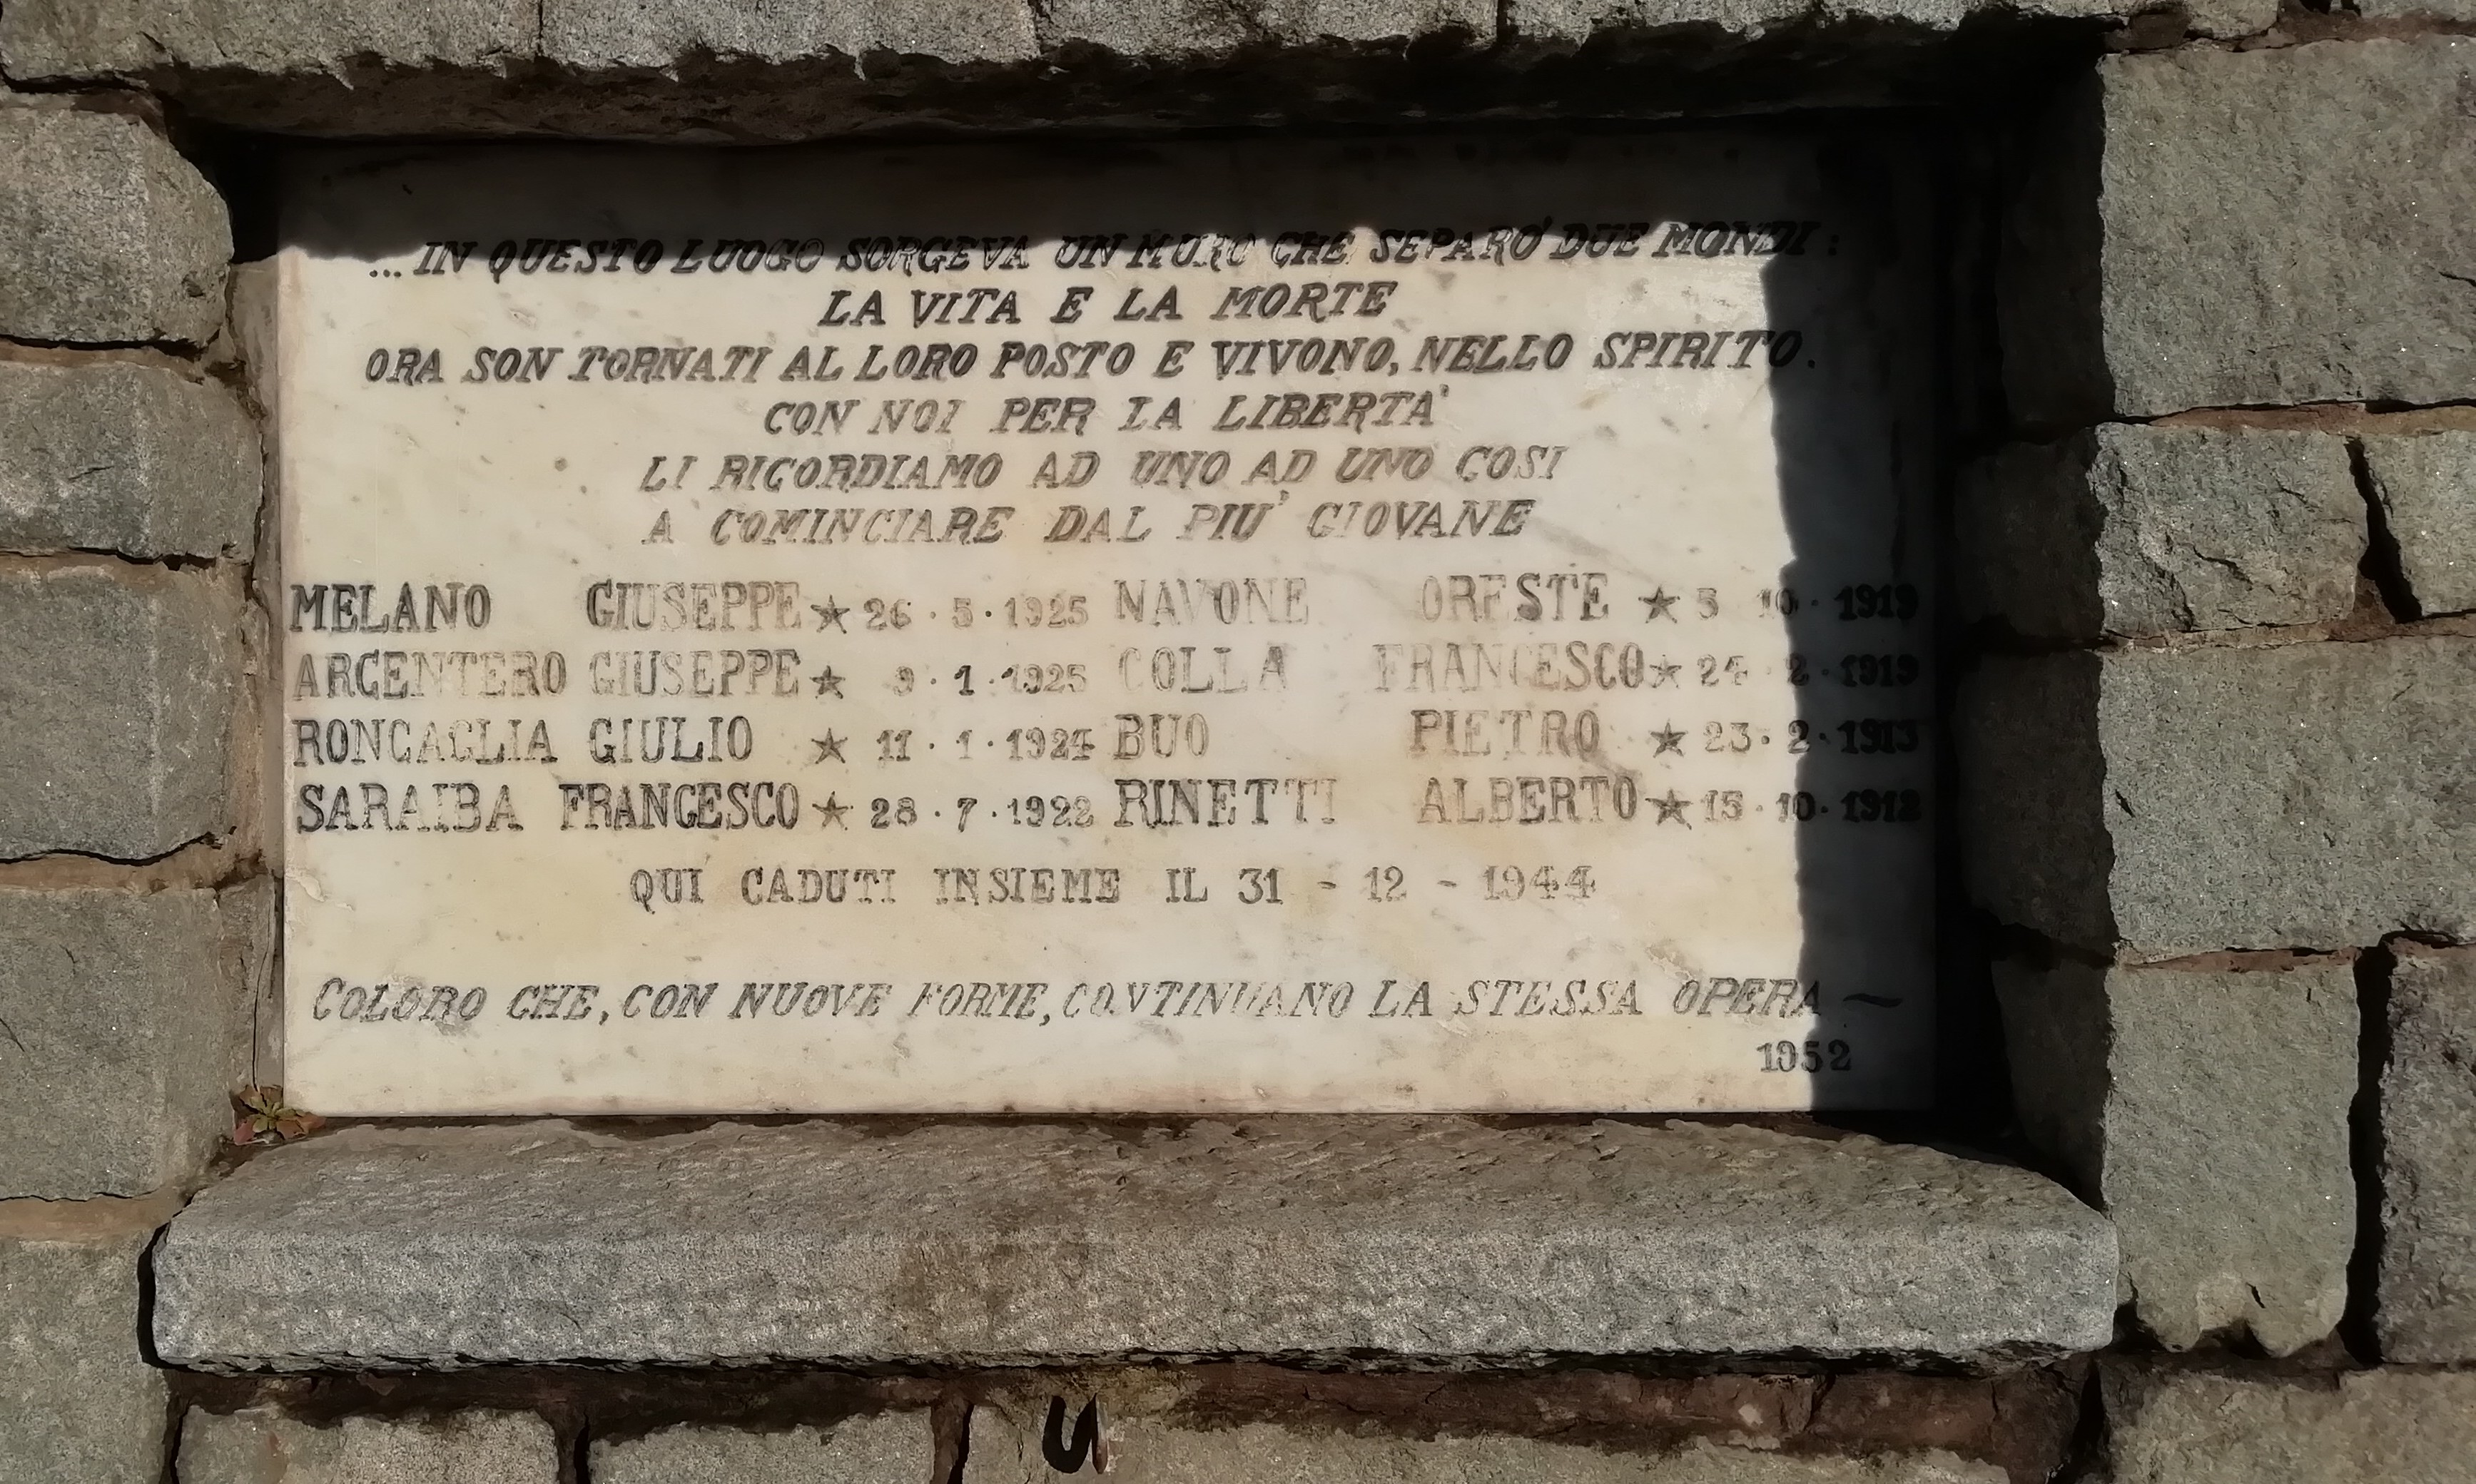 ... IN QUESTO LUOGO SORGEVA UN MURO CHE SEPARO' DUE MONDI :
LA VITA E LA MORTE
ORA SON TORNATI AL LORO POSTO E VIVONO, NELLO SPIRITO.
CON NOI PER LA LIBERTA'
LI RICORDIAMO AD UNO AD UNO COSI
A COMINCIARE DAL PIU' GIOVANE
MELANO GIUSEPPE ★ 26 · 5 · 1925 NAVONE ORESTE ★ 5 10 · 1919
ARGENTERO GIUSEPPE ★ 9 · 1 · 1925 COLLA FRANCESCO ★ 24 · 2 · 1919
RONCAGLIA GIULIO ★ 11 · 1 · 1924 BUO PIETRO ★ 23 · 2 · 1913
SARAIBA FRANCESCO ★ 28 · 7 · 1922 RINETTI ALBERTO ★ 15 · 10 · 1912
QUI CADUTI INSIEME IL 31 - 12 - 1944
COLORO CHE, CON NUOVE FORME, CONTINUANO LA STESSA OPERA —
1952